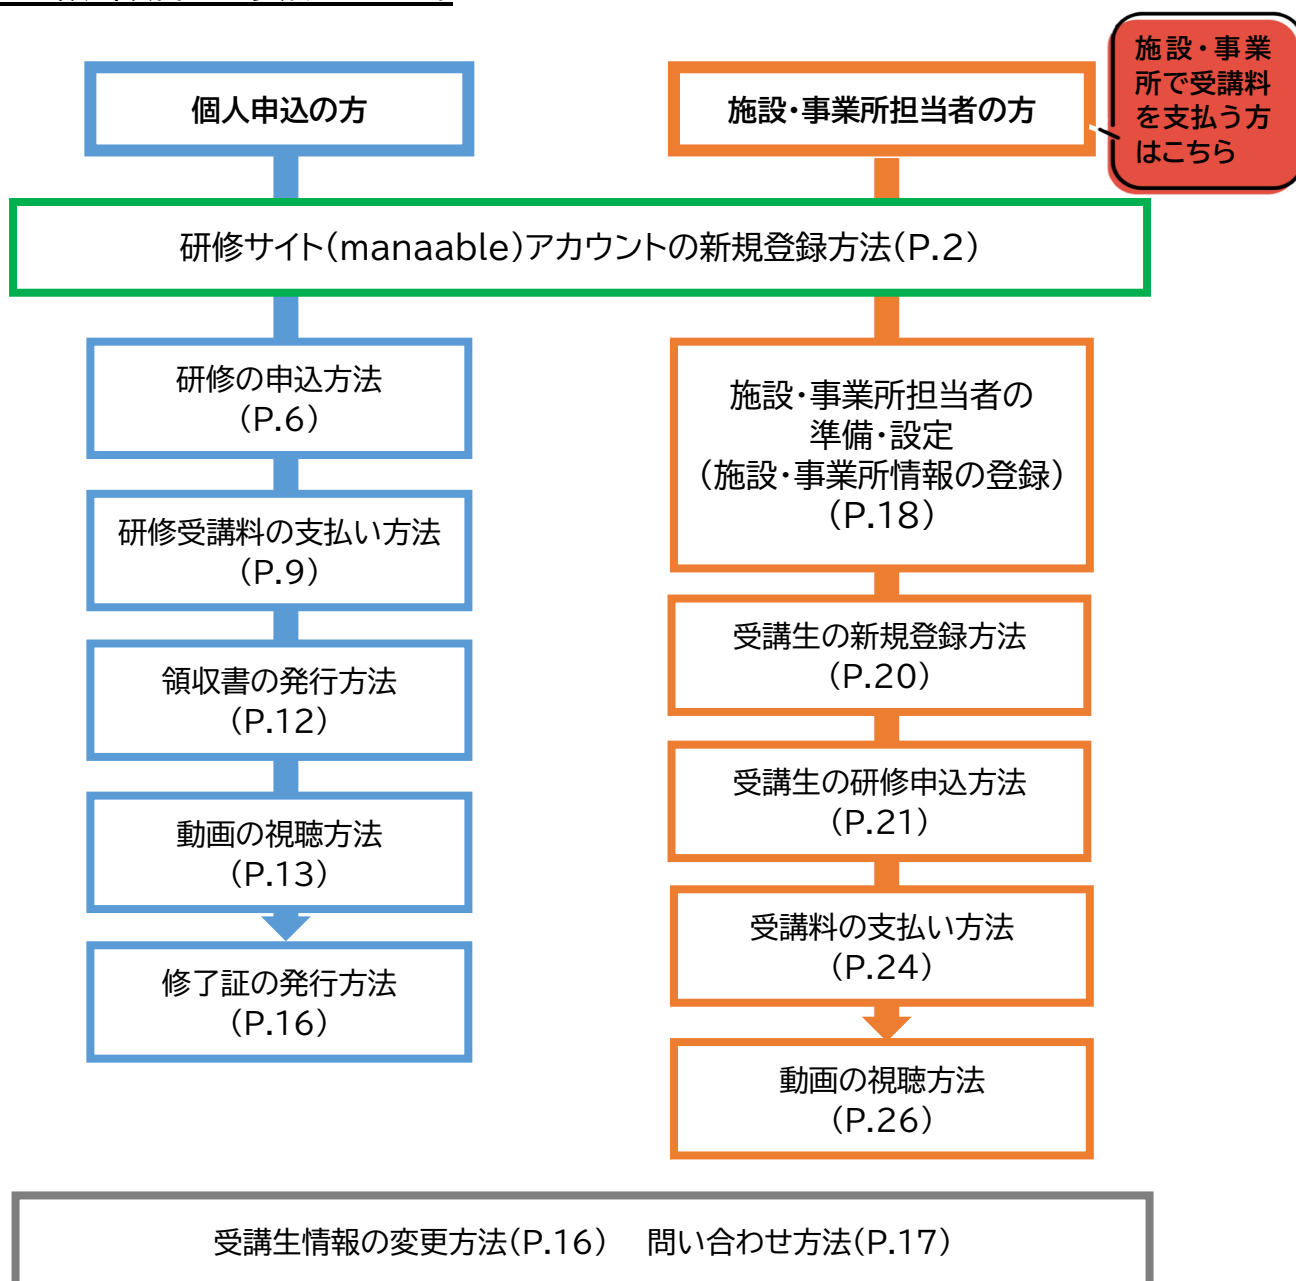 個人申込の方
施設・事業所担当者の方
施設・事業
所で受講料
を支払う方
はこちら
研修サイト(manaable)アカウントの新規登録方法(P.2)
研修の申込方法
(P.6)
研修受講料の支払い方法
(P.9)
領収書の発行方法
(P.12)
動画の視聴方法
(P.13)
修了証の発行方法
(P.16)
施設・事業所担当者の
準備・設定
(施設・事業所情報の登録)
(P.18)
受講生の新規登録方法
(P.20)
受講生の研修申込方法
(P.21)
受講料の支払い方法
(P.24)
動画の視聴方法
(P.26)
受講生情報の変更方法(P.16)　問い合わせ方法(P.17)